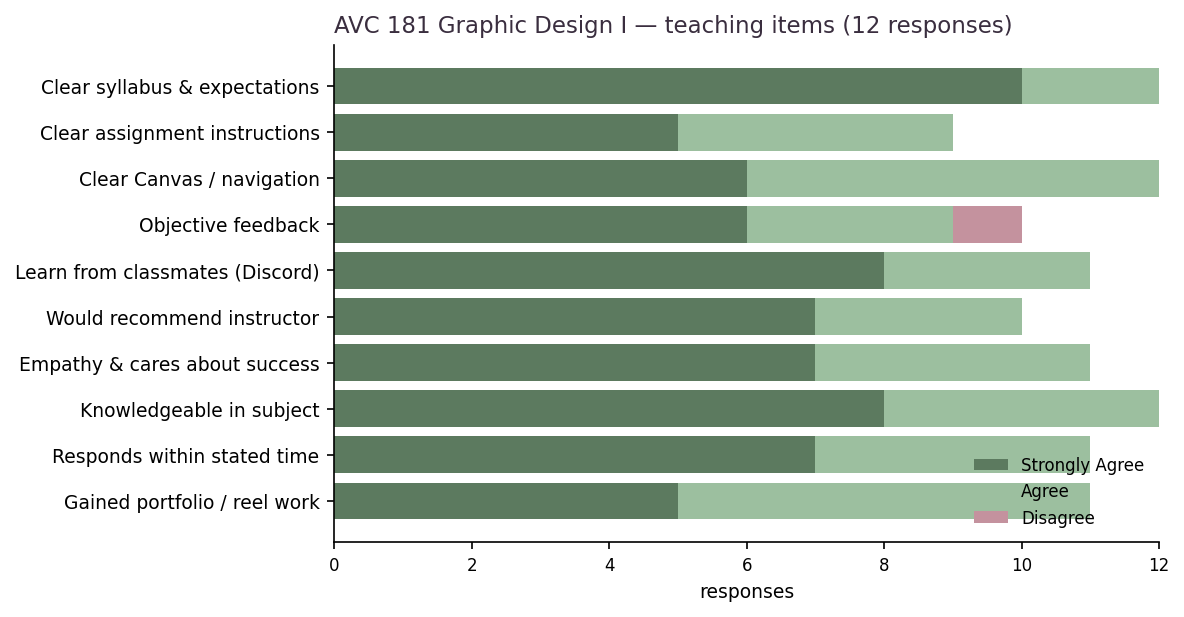 AVC 181 Graphic Design I — teaching items (12 responses)
Clear syllabus & expectations
Clear assignment instructions
Clear Canvas / navigation
Objective feedback
Learn from classmates (Discord)
Would recommend instructor
Empathy & cares about success
Knowledgeable in subject
Responds within stated time
Gained portfolio / reel work
Strongly Agree
Agree
Disagree
0 2 4 6 8 10 12
responses